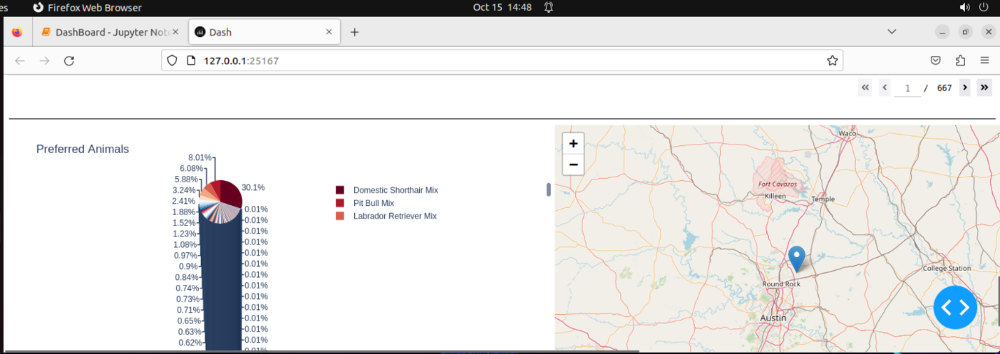 es Firefox Web Browser Oct 15 14:48
DashBoard - Jupyter Not
Dash
127.0.0.1:25167
1 / 667
Preferred Animals
8.01%
6.08%
5.88%
3.24%
2.41%
1.88%
1.52%
1.23%
1.08%
0.97%
0.9%
0.84%
0.74%
0.73%
0.71%
0.65%
0.63%
0.62%
30.1%
0.01%
0.01%
0.01%
0.01%
0.01%
0.01%
0.01%
0.01%
0.01%
0.01%
0.01%
0.01%
0.01%
0.01%
Domestic Shorthair Mix
Pit Bull Mix
Labrador Retriever Mix
+
−
Waco
Fort Cavazos
Killeen
Temple
College Station
Round Rock
Austin